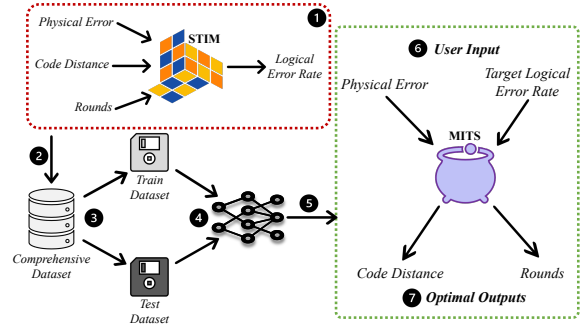 1
Physical Error
STIM
Code Distance
Logical
Error Rate
Rounds
2
3
Train
Dataset
4
5
Comprehensive
Dataset
Test
Dataset
6 User Input
Physical Error
Target Logical
Error Rate
MITS
Code Distance
Rounds
7 Optimal Outputs